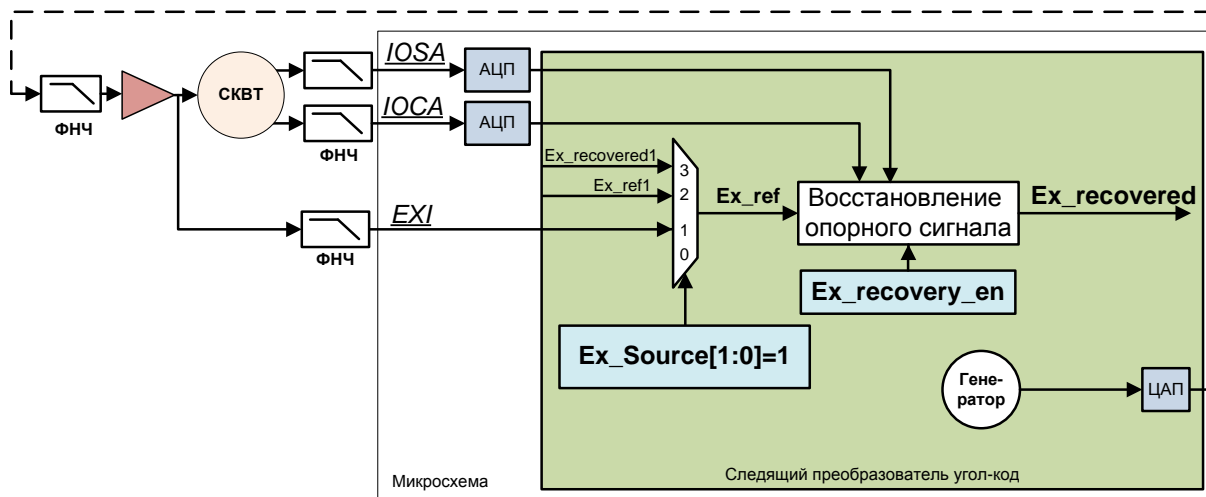 IOSA
АЦП
СКВТ
ФНЧ
IOCA
АЦП
ФНЧ
Ex_recovered1
3
Ex_ref1
2
Ex_ref
Восстановление
опорного сигнала
Ex_recovered
EXI
1
0
ФНЧ
Ex_recovery_en
Ex_Source[1:0]=1
Гене-
ратор
ЦАП
Микросхема
Следящий преобразователь угол-код